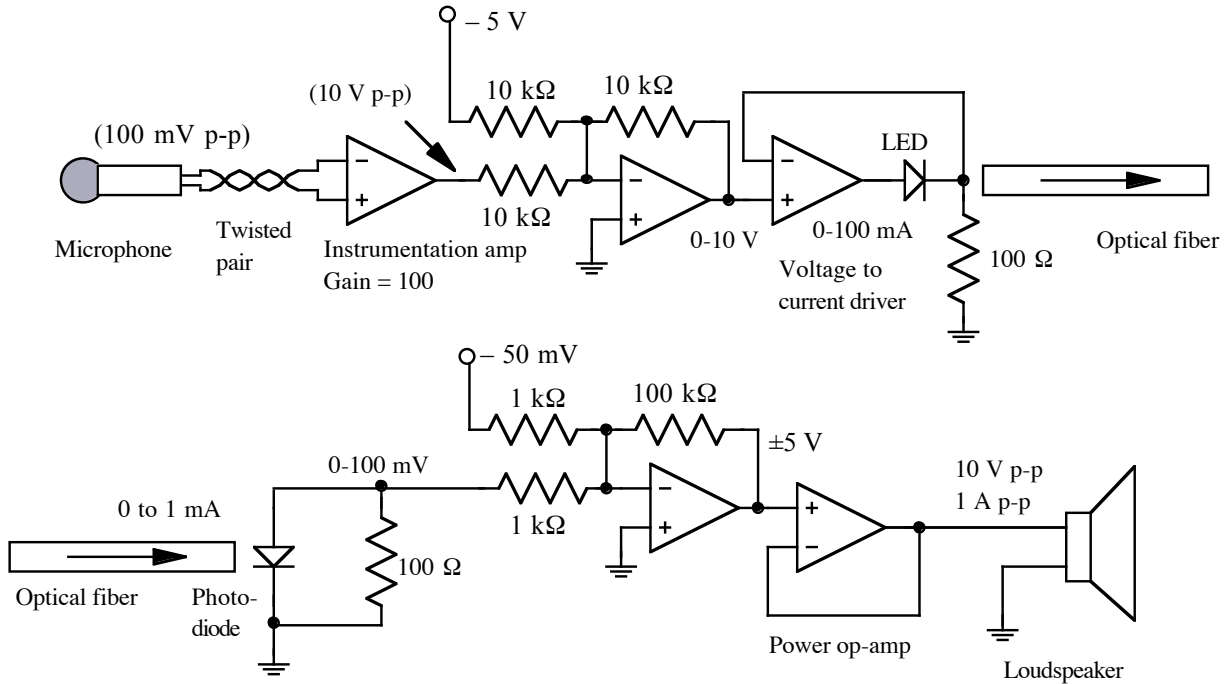 – 5 V
10 kΩ
10 kΩ
(10 V p-p)
(100 mV p-p)
LED
–
+
–
+
–
+
10 kΩ
0-10 V
0-100 mA
100 Ω
Optical fiber
Microphone
Twisted
pair
Instrumentation amp
Gain = 100
Voltage to
current driver
– 50 mV
1 kΩ
100 kΩ
±5 V
0-100 mV
10 V p-p
1 A p-p
0 to 1 mA
1 kΩ
–
+
+
–
100 Ω
Optical fiber
Photo-
diode
Power op-amp
Loudspeaker